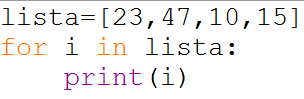 lista=[23,47,10,15]
for i in lista:
    print(i)